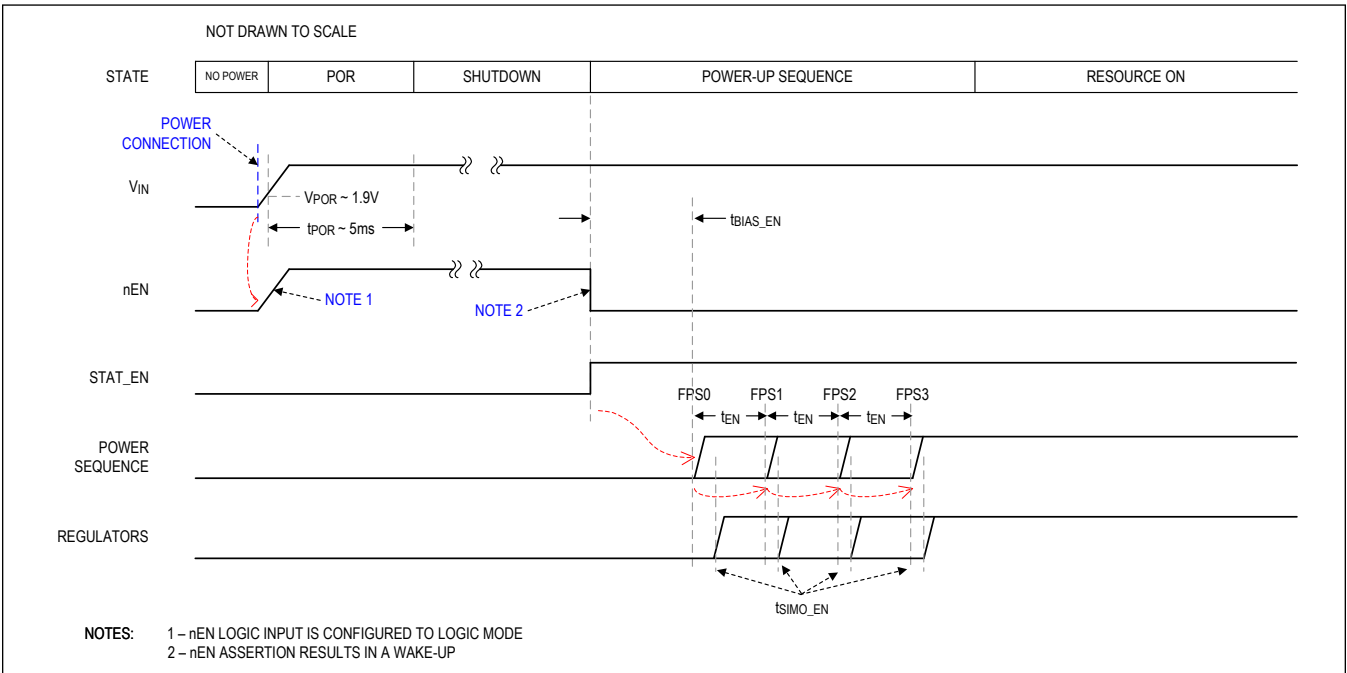 NOT DRAWN TO SCALE
STATE
NO POWER
POR
SHUTDOWN
POWER-UP SEQUENCE
RESOURCE ON
POWER
CONNECTION
VIN
VPOR ~ 1.9V
tPOR ~ 5ms
tBIAS_EN
nEN
NOTE 1
NOTE 2
STAT_EN
FPS0 FPS1 FPS2 FPS3
tEN tEN tEN
POWER
SEQUENCE
REGULATORS
tSIMO_EN
NOTES: 1 – nEN LOGIC INPUT IS CONFIGURED TO LOGIC MODE
2 – nEN ASSERTION RESULTS IN A WAKE-UP